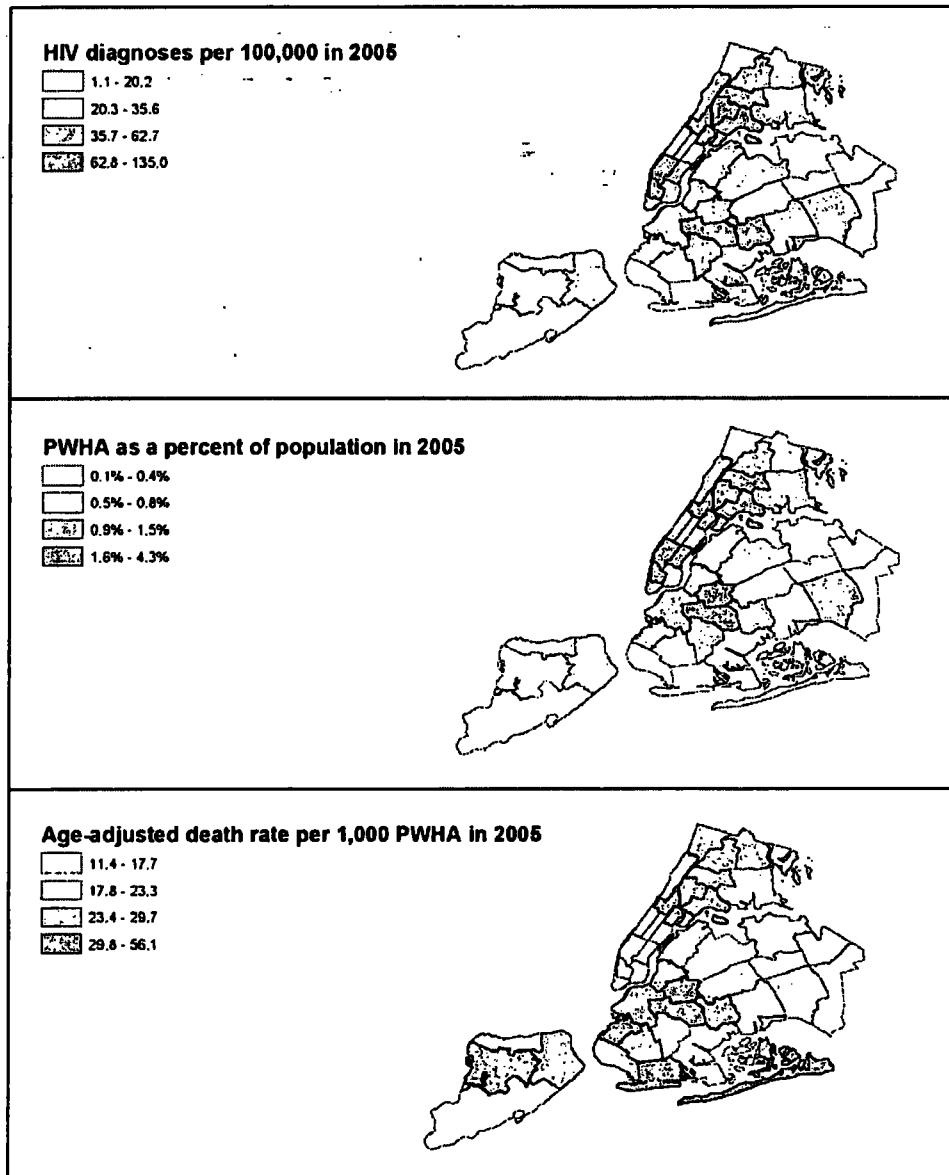 HIV diagnoses per 100,000 in 2005
1.1 - 20.2
20.3 - 35.6
35.7 - 62.7
62.8 - 135.0
PWHA as a percent of population in 2005
0.1% - 0.4%
0.5% - 0.8%
0.9% - 1.5%
1.6% - 4.3%
Age-adjusted death rate per 1,000 PWHA in 2005
11.4 - 17.7
17.8 - 23.3
23.4 - 29.7
29.8 - 56.1